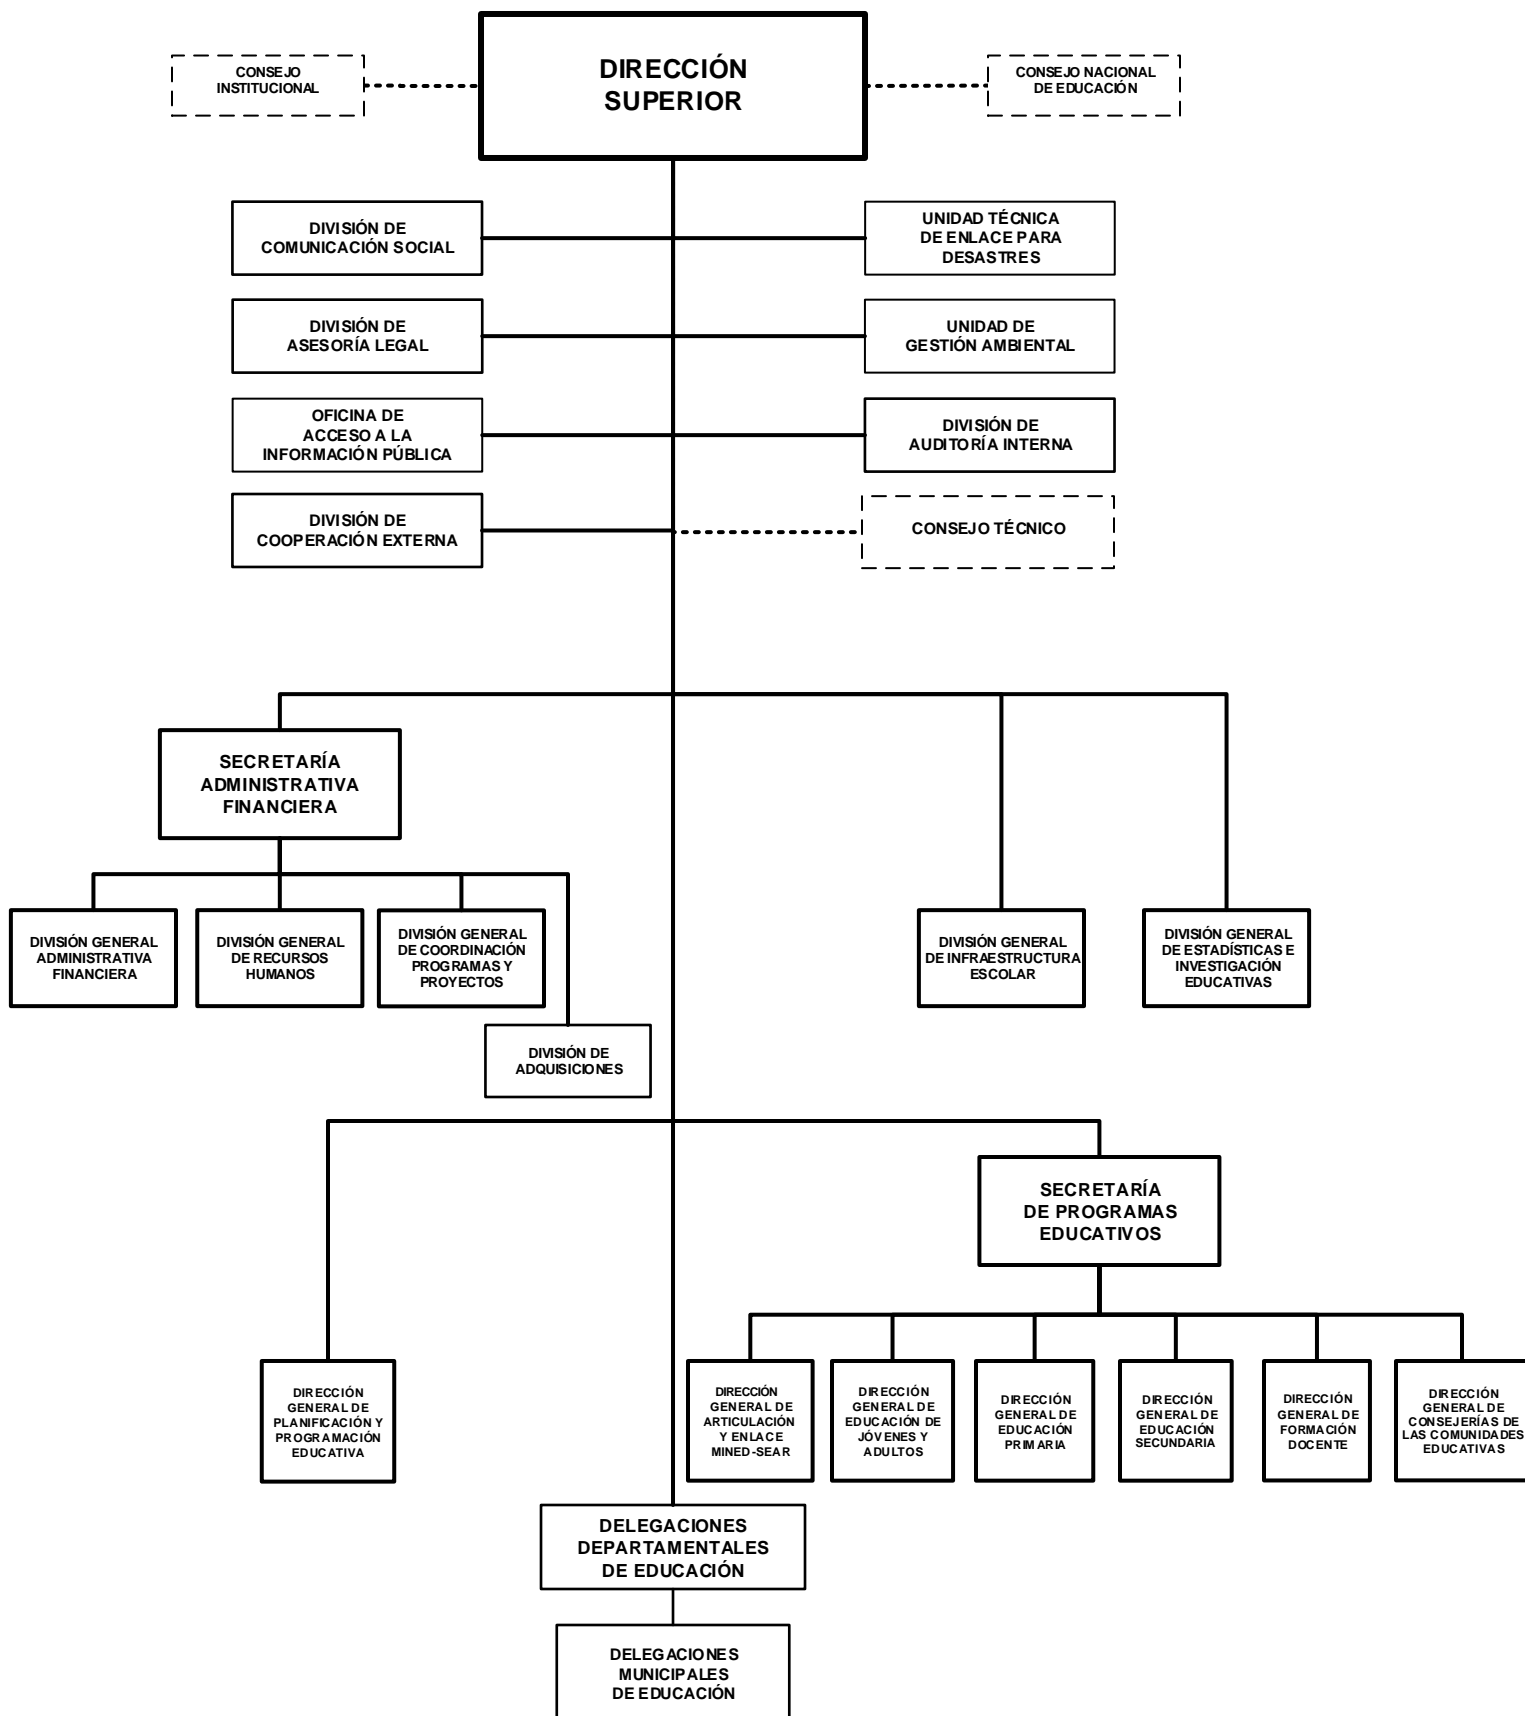 DIRECCIÓN
SUPERIOR
CONSEJO
INSTITUCIONAL
CONSEJO NACIONAL
DE EDUCACIÓN
DIVISIÓN DE
COMUNICACIÓN SOCIAL
UNIDAD TÉCNICA
DE ENLACE PARA
DESASTRES
DIVISIÓN DE
ASESORÍA LEGAL
UNIDAD DE
GESTIÓN AMBIENTAL
OFICINA DE
ACCESO A LA
INFORMACIÓN PÚBLICA
DIVISIÓN DE
AUDITORÍA INTERNA
DIVISIÓN DE
COOPERACIÓN EXTERNA
CONSEJO TÉCNICO
SECRETARÍA
ADMINISTRATIVA
FINANCIERA
DIVISIÓN GENERAL
ADMINISTRATIVA
FINANCIERA
DIVISIÓN GENERAL
DE RECURSOS
HUMANOS
DIVISIÓN GENERAL
DE COORDINACIÓN
PROGRAMAS Y
PROYECTOS
DIVISIÓN GENERAL
DE INFRAESTRUCTURA
ESCOLAR
DIVISIÓN GENERAL
DE ESTADÍSTICAS E
INVESTIGACIÓN
EDUCATIVAS
DIVISIÓN DE
ADQUISICIONES
SECRETARÍA
DE PROGRAMAS
EDUCATIVOS
DIRECCIÓN
GENERAL DE
PLANIFICACIÓN Y
PROGRAMACIÓN
EDUCATIVA
DIRECCIÓN
GENERAL DE
ARTICULACIÓN
Y ENLACE
MINED-SEAR
DIRECCIÓN
GENERAL DE
EDUCACIÓN DE
JÓVENES Y
ADULTOS
DIRECCIÓN
GENERAL DE
EDUCACIÓN
PRIMARIA
DIRECCIÓN
GENERAL DE
EDUCACIÓN
SECUNDARIA
DIRECCIÓN
GENERAL DE
FORMACIÓN
DOCENTE
DIRECCIÓN
GENERAL DE
CONSEJERÍAS DE
LAS COMUNIDADES
EDUCATIVAS
DELEGACIONES
DEPARTAMENTALES
DE EDUCACIÓN
DELEGACIONES
MUNICIPALES
DE EDUCACIÓN